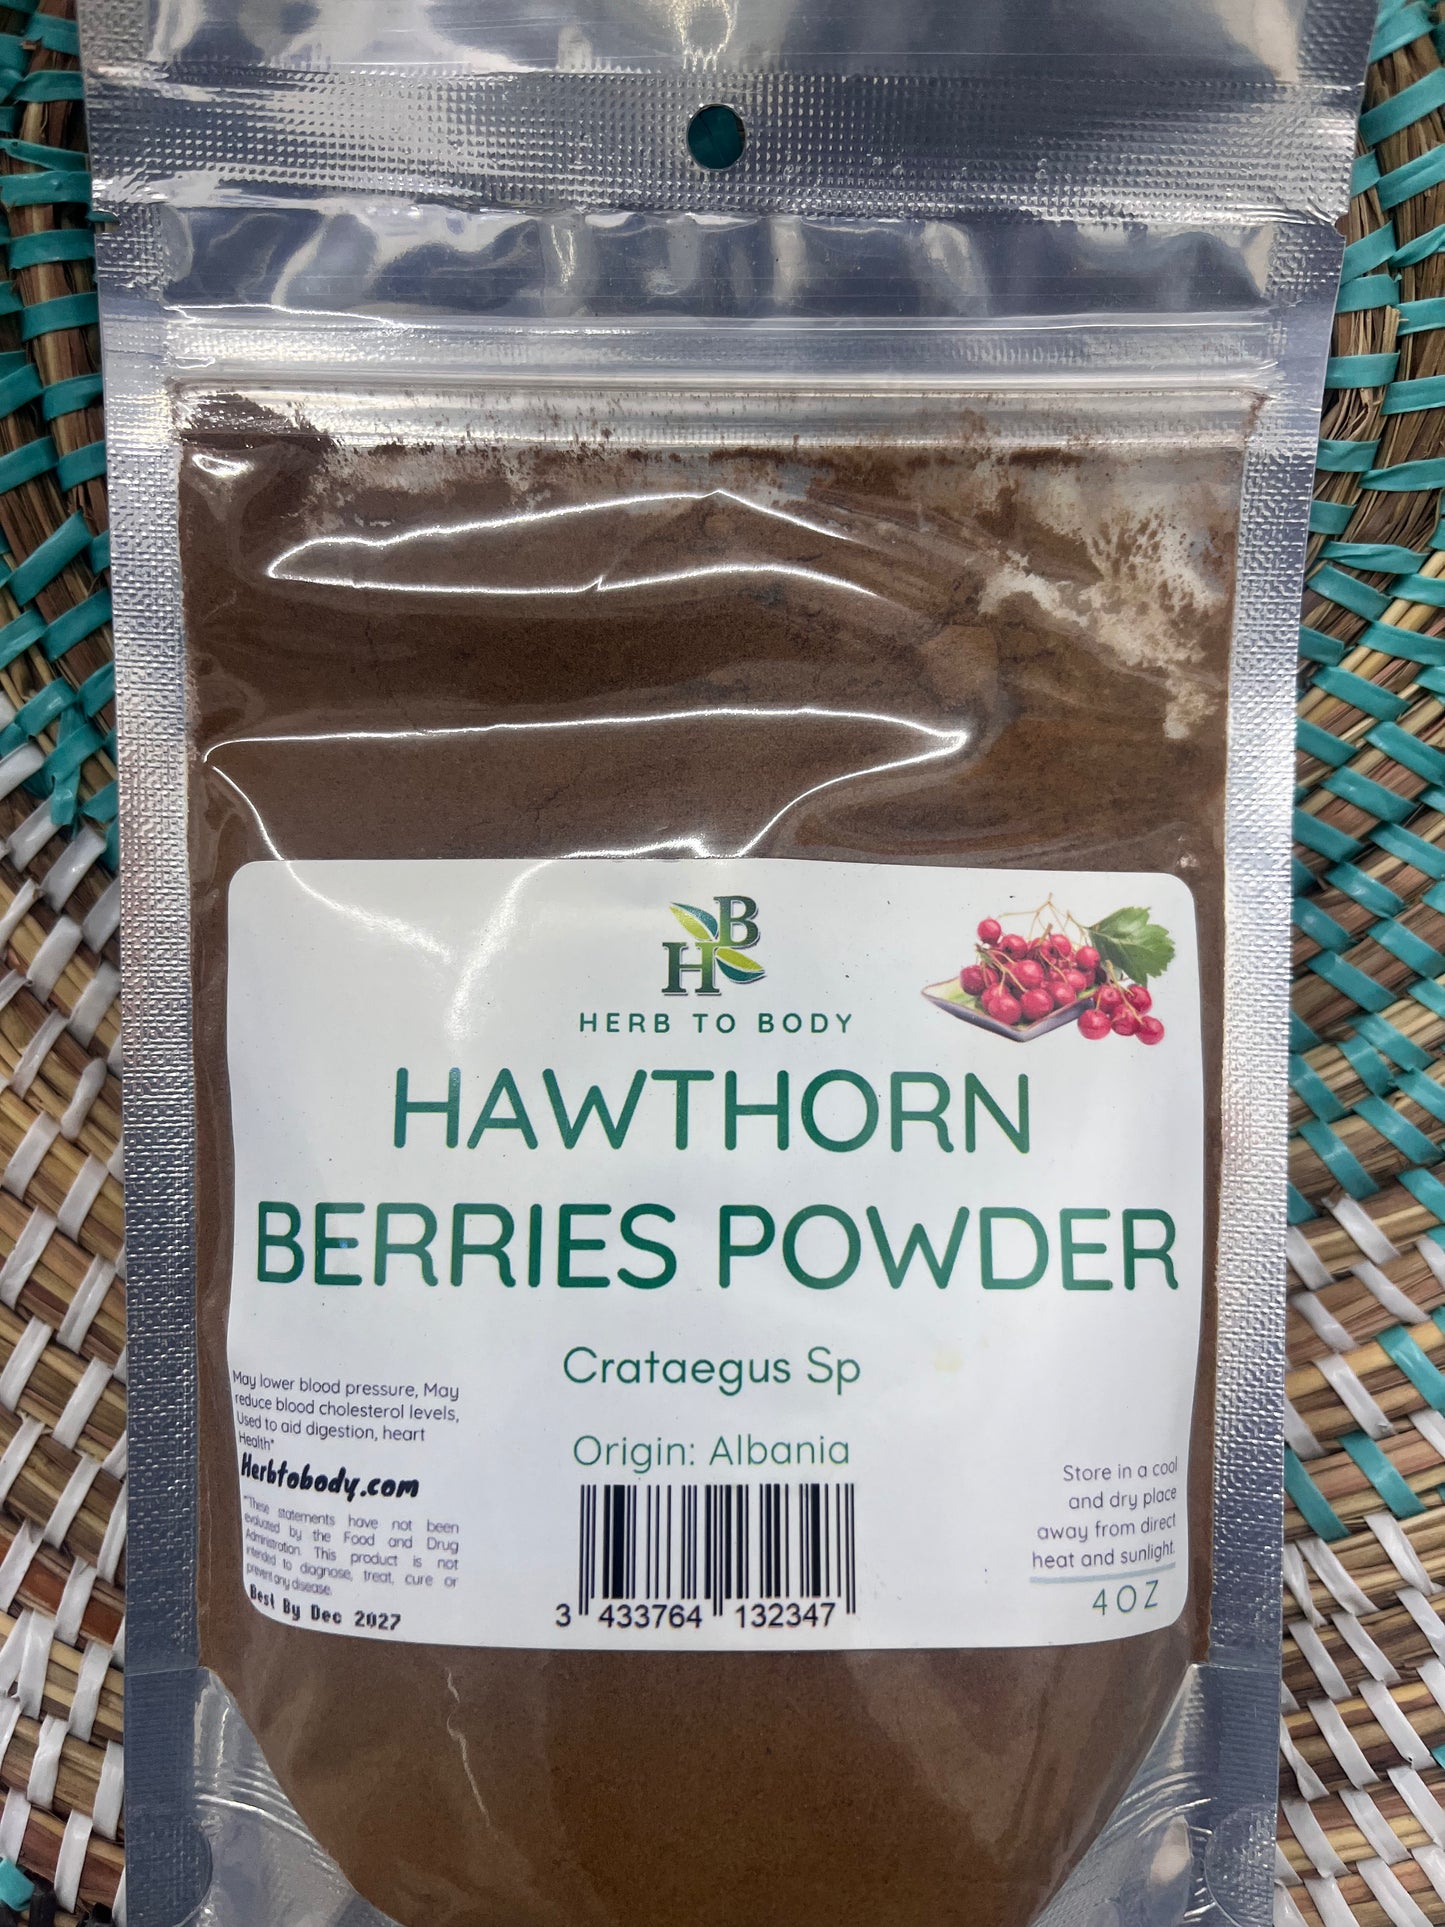 HB
HERB TO BODY
HAWTHORN
BERRIES POWDER
Crataegus Sp
Origin: Albania
May lower blood pressure, May
reduce blood cholesterol levels,
Used to aid digestion, heart
Health*
Herbtobody.com
*These statements have not been
evaluated by the Food and Drug
Administration. This product is not
intended to diagnose, treat, cure or
prevent any disease.
Best By Dec 2027
3 433764 132347
Store in a cool
and dry place
away from direct
heat and sunlight.
4OZ